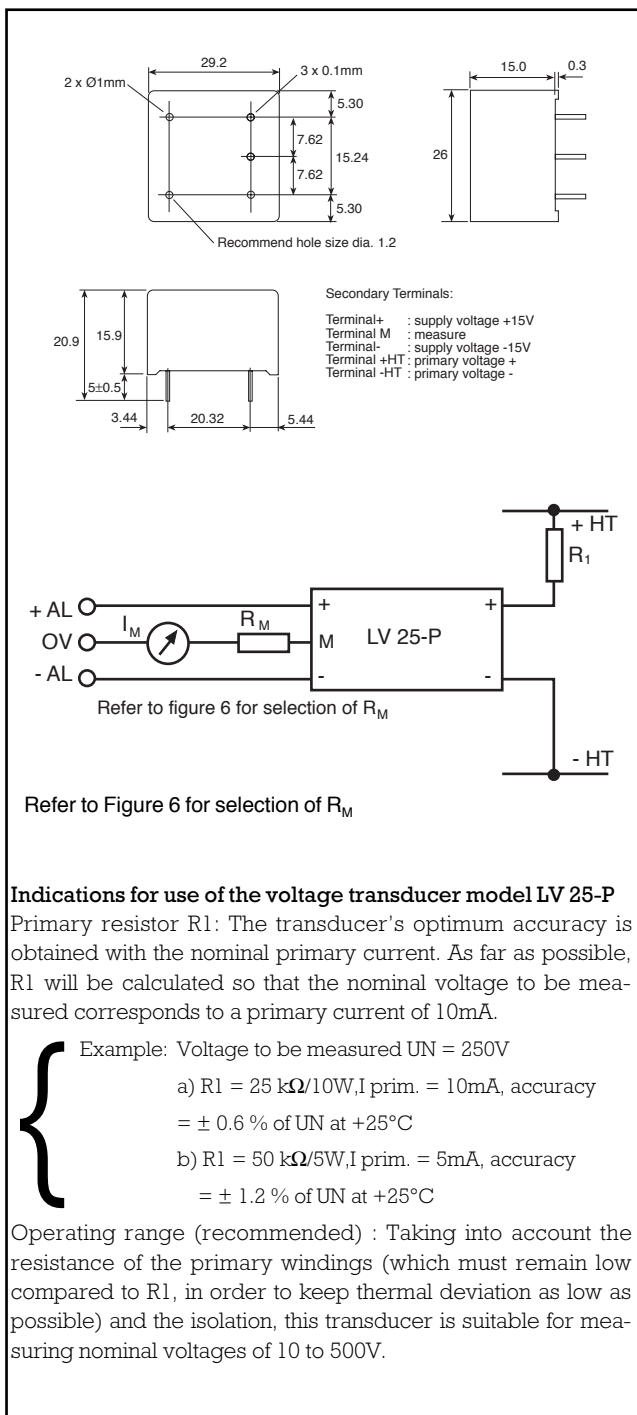 29.2
2 x Ø1mm
3 x 0.1mm
5.30
7.62
15.24
7.62
5.30
Recommend hole size dia. 1.2
15.0
0.3
26
20.9
15.9
5±0.5
3.44
20.32
5.44
Secondary Terminals:
Terminal+ : supply voltage +15V
Terminal M : measure
Terminal- : supply voltage -15V
Terminal +HT : primary voltage +
Terminal -HT : primary voltage -
+ HT
R1
+ AL
OV
- AL
IM
RM
+
M
-
LV 25-P
+
-
- HT
Refer to figure 6 for selection of RM
Refer to Figure 6 for selection of RM
Indications for use of the voltage transducer model LV 25-P
Primary resistor R1: The transducer's optimum accuracy is
obtained with the nominal primary current. As far as possible,
R1 will be calculated so that the nominal voltage to be mea-
sured corresponds to a primary current of 10mA.
Example: Voltage to be measured UN = 250V
a) R1 = 25 kΩ/10W,I prim. = 10mA, accuracy
= ± 0.6 % of UN at +25°C
b) R1 = 50 kΩ/5W,I prim. = 5mA, accuracy
= ± 1.2 % of UN at +25°C
Operating range (recommended) : Taking into account the
resistance of the primary windings (which must remain low
compared to R1, in order to keep thermal deviation as low as
possible) and the isolation, this transducer is suitable for mea-
suring nominal voltages of 10 to 500V.